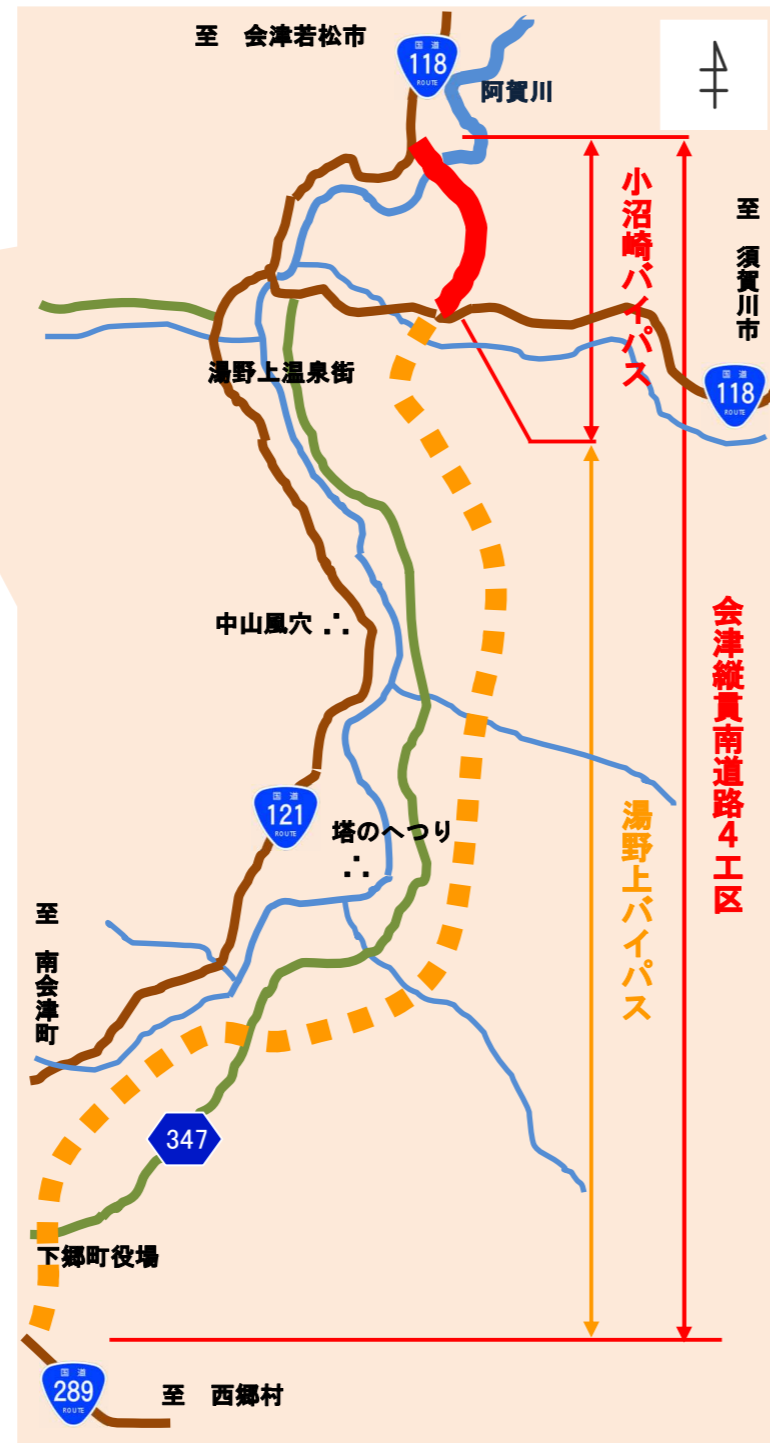 至　会津若松市
国道
118
ROUTE
阿賀川
小沼崎バイパス
至　須賀川市
国道
118
ROUTE
湯野上温泉街
中山風穴
会津縦貫南道路４工区
国道
121
ROUTE
塔のへつり
湯野上バイパス
至　南会津町
347
下郷町役場
国道
289
ROUTE
至　西郷村